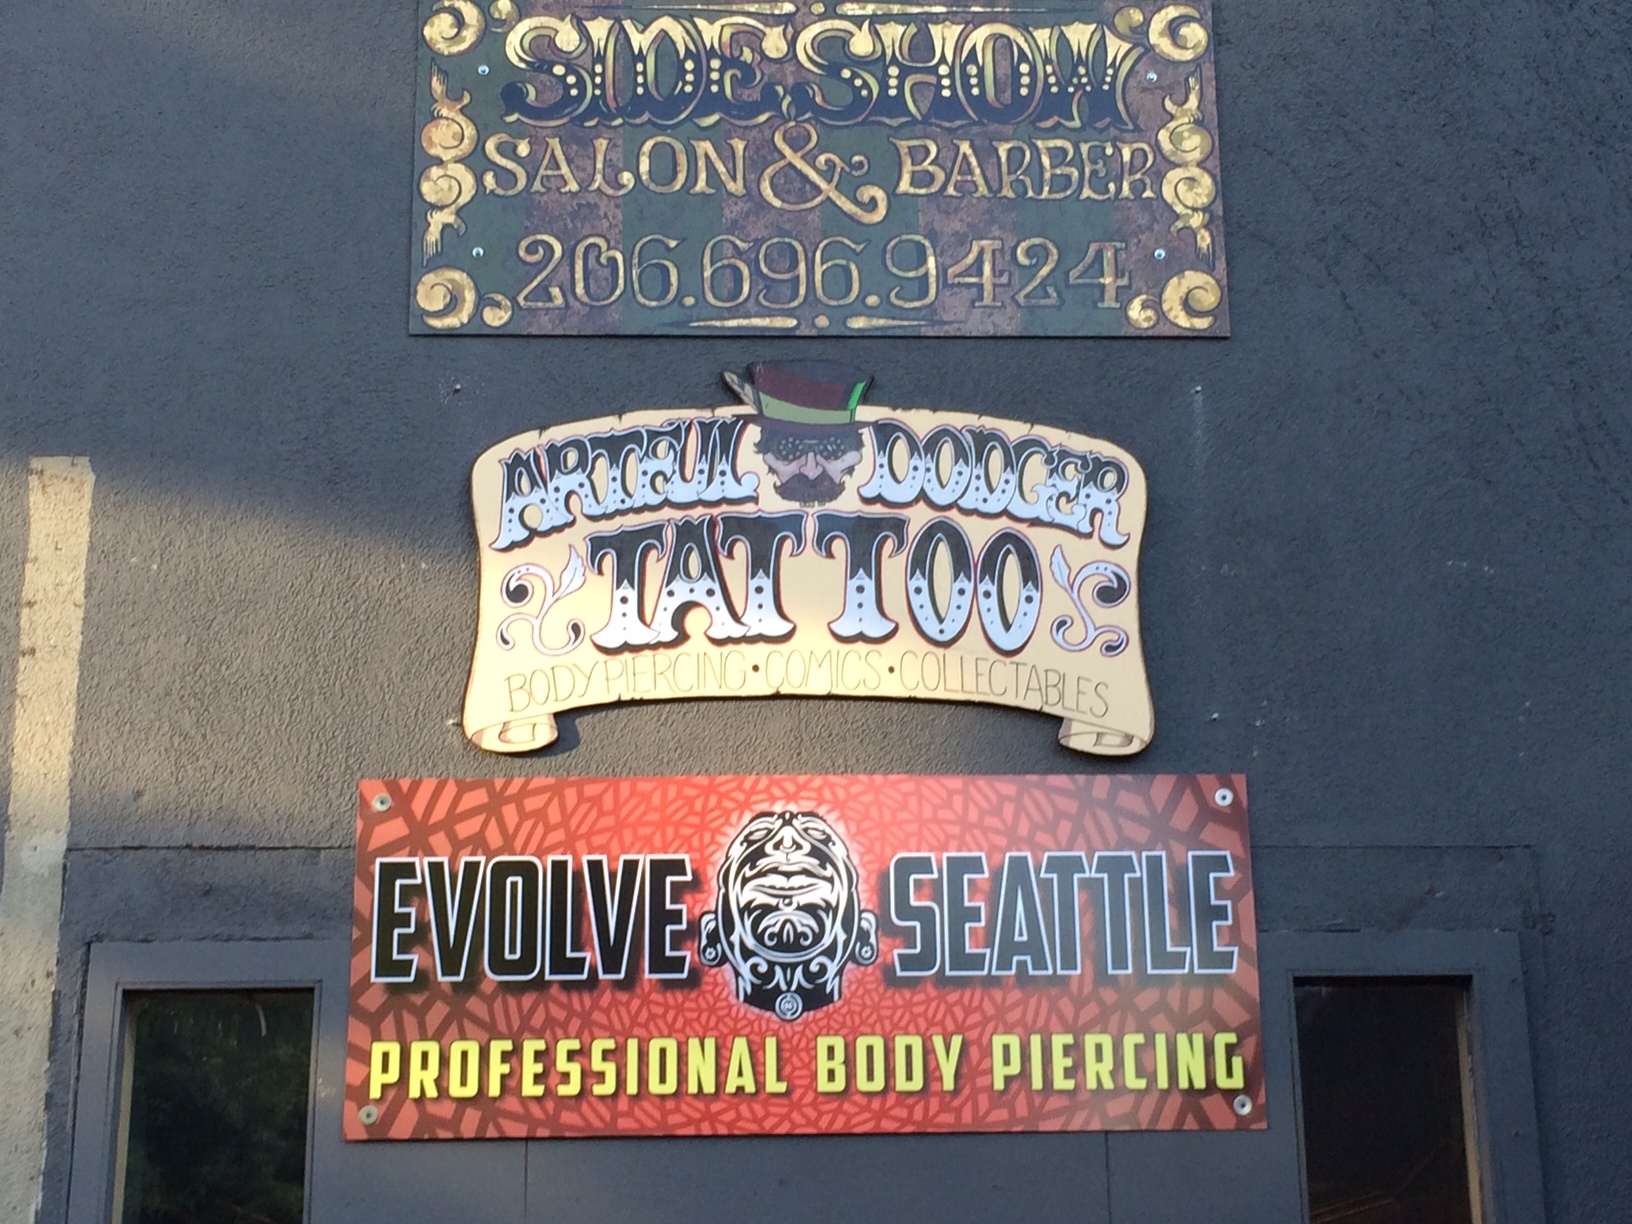 SIDESHOW
SALON & BARBER
206.696.9424
ARTFUL DODGER
TATTOO
BODY PIERCING • COMICS • COLLECTABLES
EVOLVE SEATTLE
PROFESSIONAL BODY PIERCING